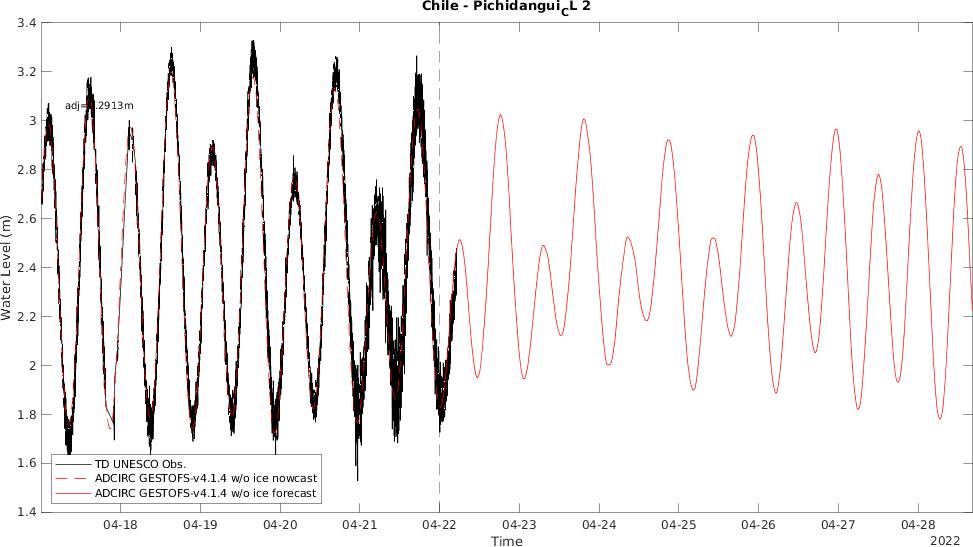 Chile - Pichidangui_CL 2
3.4
3.2
3
2.8
2.6
2.4
2.2
2
1.8
1.6
1.4
Water Level (m)
TD UNESCO Obs.
ADCIRC GESTOFS-v4.1.4 w/o ice nowcast
ADCIRC GESTOFS-v4.1.4 w/o ice forecast
04-18 04-19 04-20 04-21 04-22 04-23 04-24 04-25 04-26 04-27 04-28
Time
2022